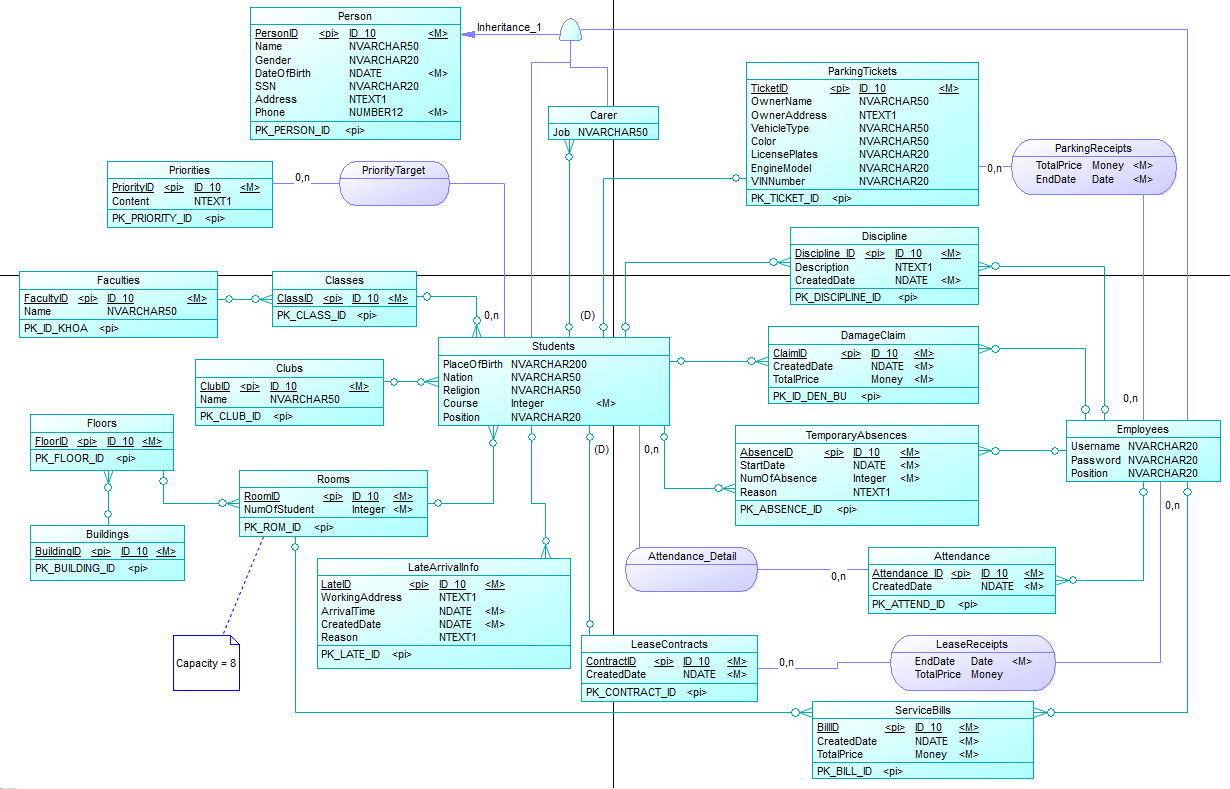 Person
PersonID <pi> ID_10 <M>
Name NVARCHAR50
Gender NVARCHAR20
DateOfBirth NDATE <M>
SSN NVARCHAR20
Address NTEXT1
Phone NUMBER12 <M>
PK_PERSON_ID <pi>
Inheritance_1
Carer
Job NVARCHAR50
ParkingTickets
TicketID <pi> ID_10 <M>
OwnerName NVARCHAR50
OwnerAddress NTEXT1
VehicleType NVARCHAR50
Color NVARCHAR50
LicensePlates NVARCHAR20
EngineModel NVARCHAR20
VINNumber NVARCHAR20
PK_TICKET_ID <pi>
0,n
ParkingReceipts
TotalPrice Money <M>
EndDate Date <M>
Priorities
PriorityID <pi> ID_10 <M>
Content NTEXT1
PK_PRIORITY_ID <pi>
0,n
PriorityTarget
Discipline
Discipline_ID <pi> ID_10 <M>
Description NTEXT1
CreatedDate NDATE <M>
PK_DISCIPLINE_ID <pi>
Faculties
FacultyID <pi> ID_10 <M>
Name NVARCHAR50
PK_ID_KHOA <pi>
Classes
ClassID <pi> ID_10 <M>
PK_CLASS_ID <pi>
0,n
(D)
Students
PlaceOfBirth NVARCHAR200
Nation NVARCHAR50
Religion NVARCHAR50
Course Integer <M>
Position NVARCHAR20
DamageClaim
ClaimID <pi> ID_10 <M>
CreatedDate NDATE <M>
TotalPrice Money <M>
PK_ID_DEN_BU <pi>
Clubs
ClubID <pi> ID_10 <M>
Name NVARCHAR50
PK_CLUB_ID <pi>
0,n
Employees
Username NVARCHAR20
Password NVARCHAR20
Position NVARCHAR20
0,n
Floors
FloorID <pi> ID_10 <M>
PK_FLOOR_ID <pi>
(D)
0,n
TemporaryAbsences
AbsenceID <pi> ID_10 <M>
StartDate NDATE <M>
NumOfAbsence Integer <M>
Reason NTEXT1
PK_ABSENCE_ID <pi>
Rooms
RoomID <pi> ID_10 <M>
NumOfStudent Integer <M>
PK_ROM_ID <pi>
Buildings
BuildingID <pi> ID_10 <M>
PK_BUILDING_ID <pi>
LateArrivalInfo
LateID <pi> ID_10 <M>
WorkingAddress NTEXT1
ArrivalTime NDATE <M>
CreatedDate NDATE <M>
Reason NTEXT1
PK_LATE_ID <pi>
Attendance_Detail
0,n
Attendance
Attendance_ID <pi> ID_10 <M>
CreatedDate NDATE <M>
PK_ATTEND_ID <pi>
Capacity = 8
LeaseContracts
ContractID <pi> ID_10 <M>
CreatedDate NDATE <M>
PK_CONTRACT_ID <pi>
0,n
LeaseReceipts
EndDate Date <M>
TotalPrice Money
ServiceBills
BillID <pi> ID_10 <M>
CreatedDate NDATE <M>
TotalPrice Money <M>
PK_BILL_ID <pi>